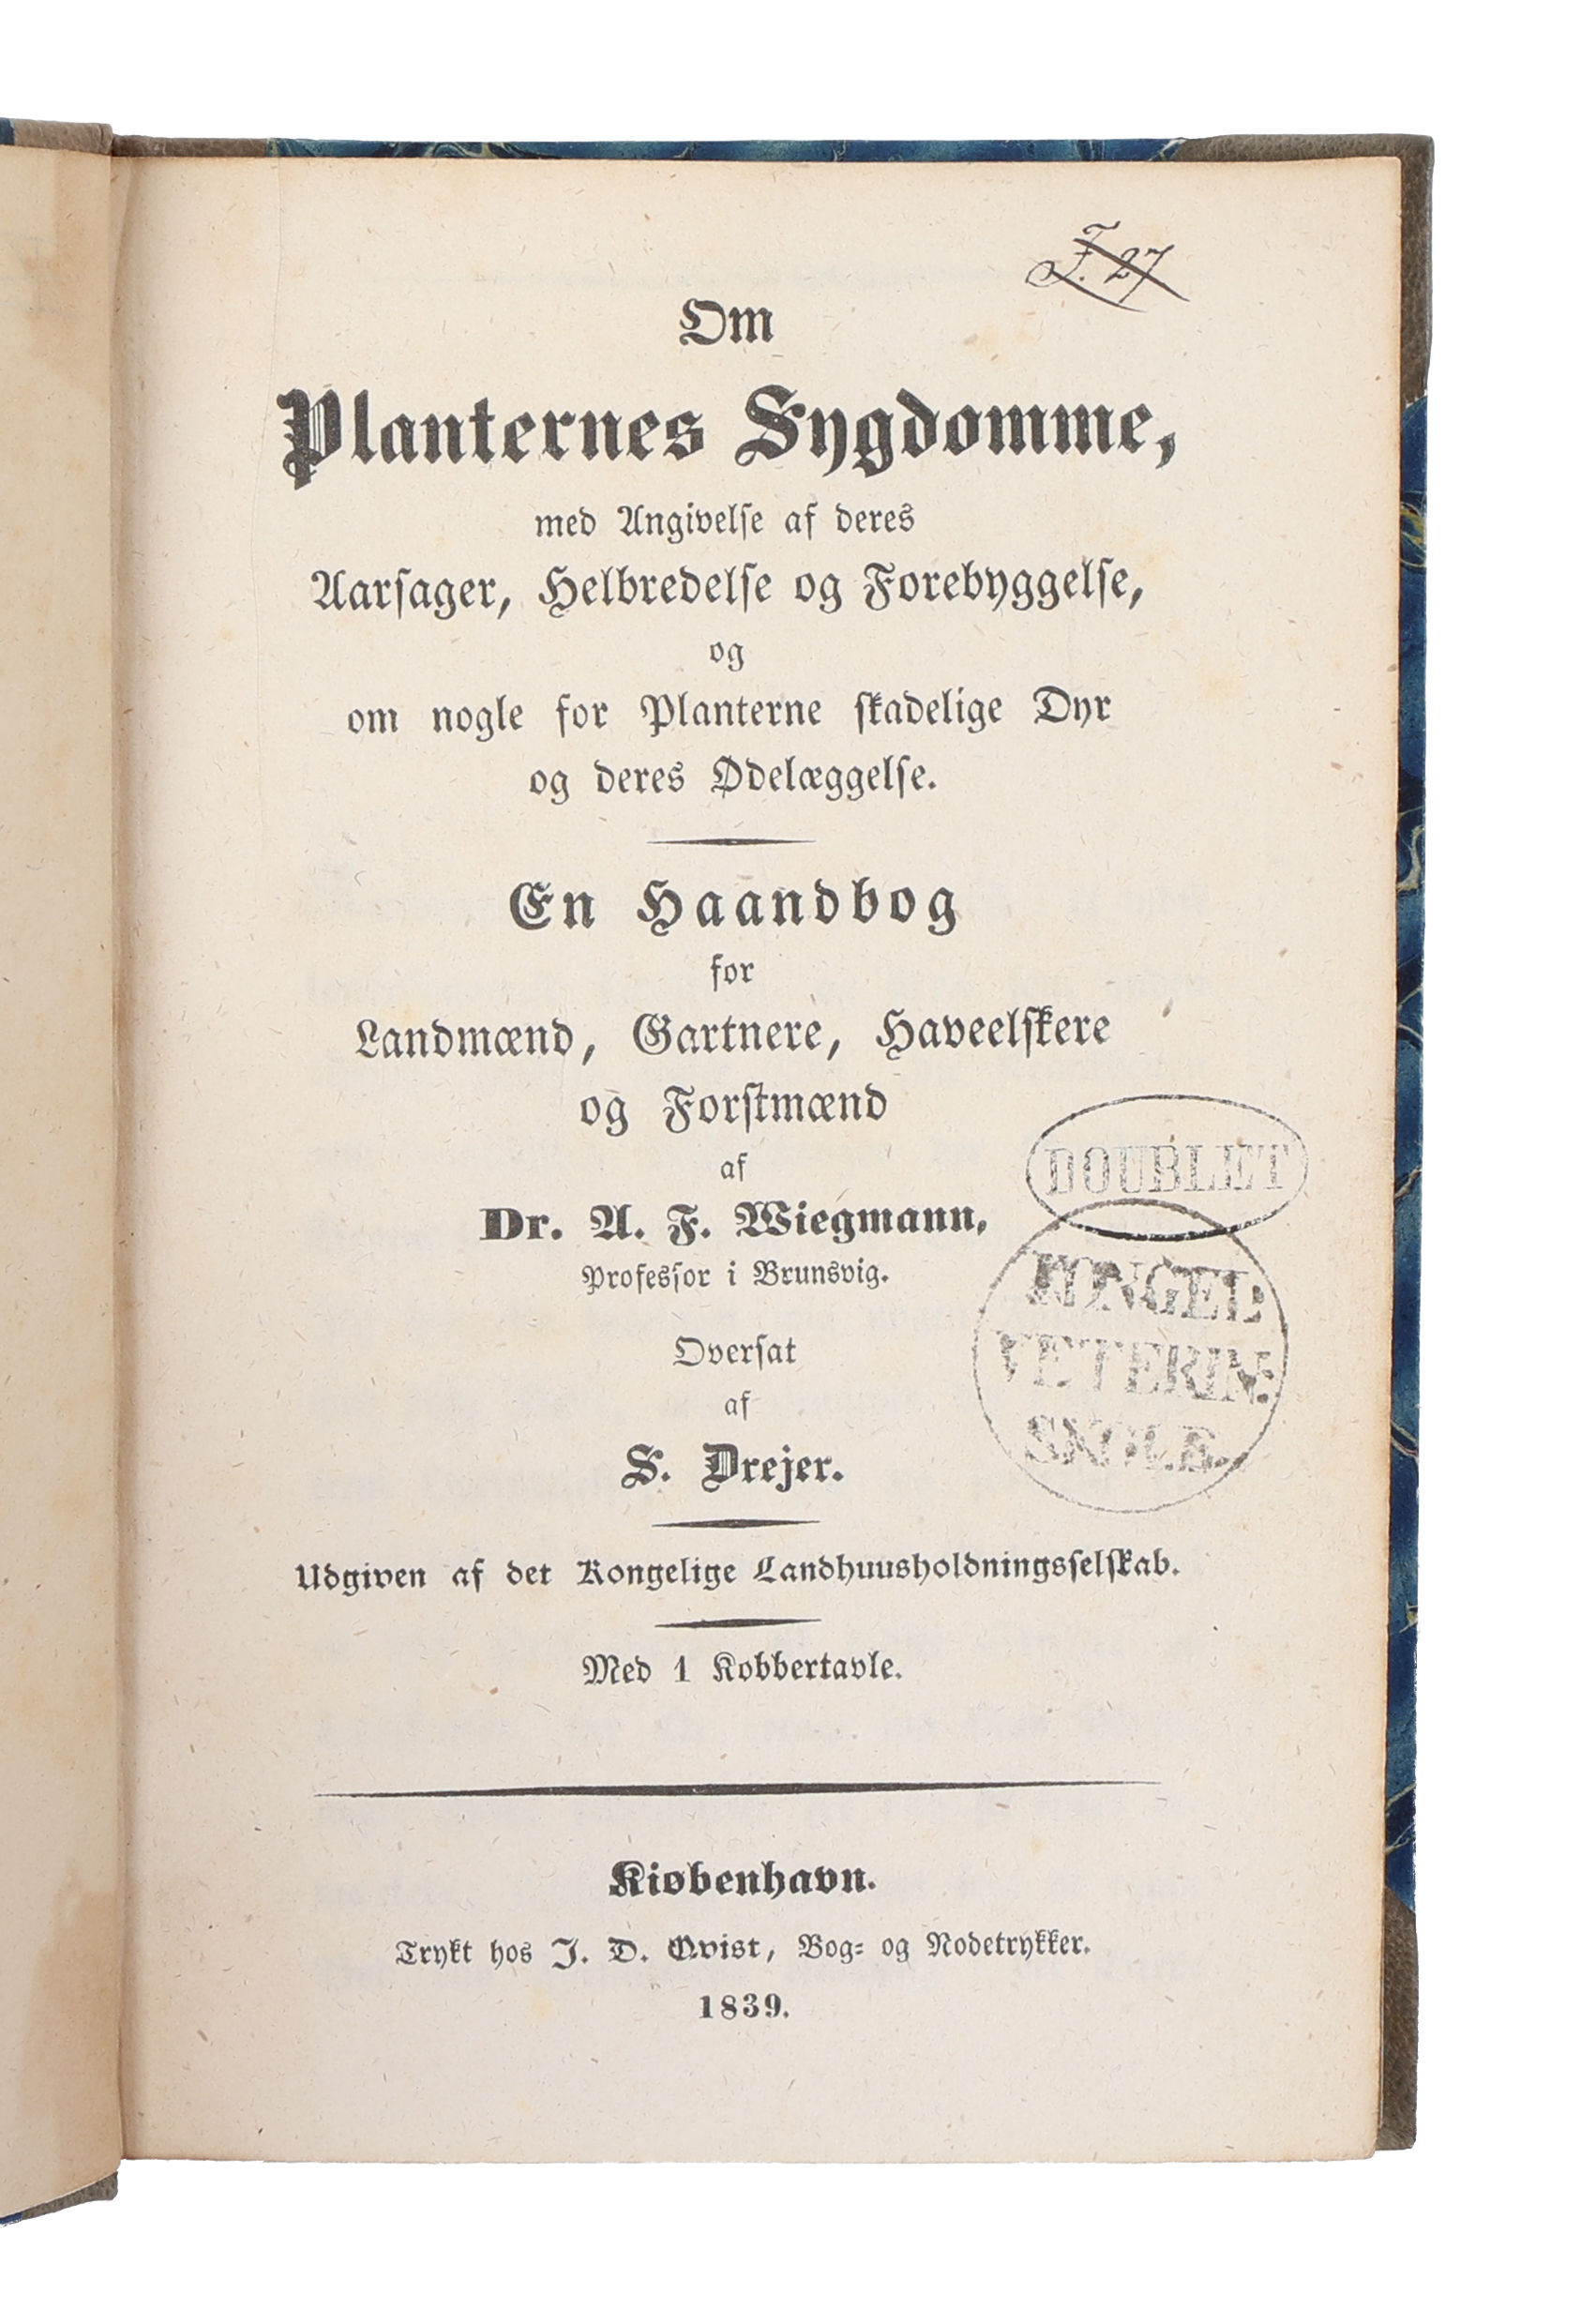 F. 27
Om
Planternes Sygdomme,
med Angivelse af deres
Aarsager, Helbredelse og Forebyggelse,
og
om nogle for Planterne skadelige Dyr
og deres Ødelæggelse.
En Haandbog
for
Landmænd, Gartnere, Haveelskere
og Forstmænd
af
Dr. A. F. Wiegmann,
Professor i Brunsvig.
DOUBLET
KONGEL
VETERIN:
SKOLE.
Oversat
af
S. Drejer.
Udgiven af det Kongelige Landhuusholdningsselskab.
Med 1 Kobbertavle.
Kiøbenhavn.
Trykt hos J. D. Qvist, Bog- og Nodetrykker.
1839.